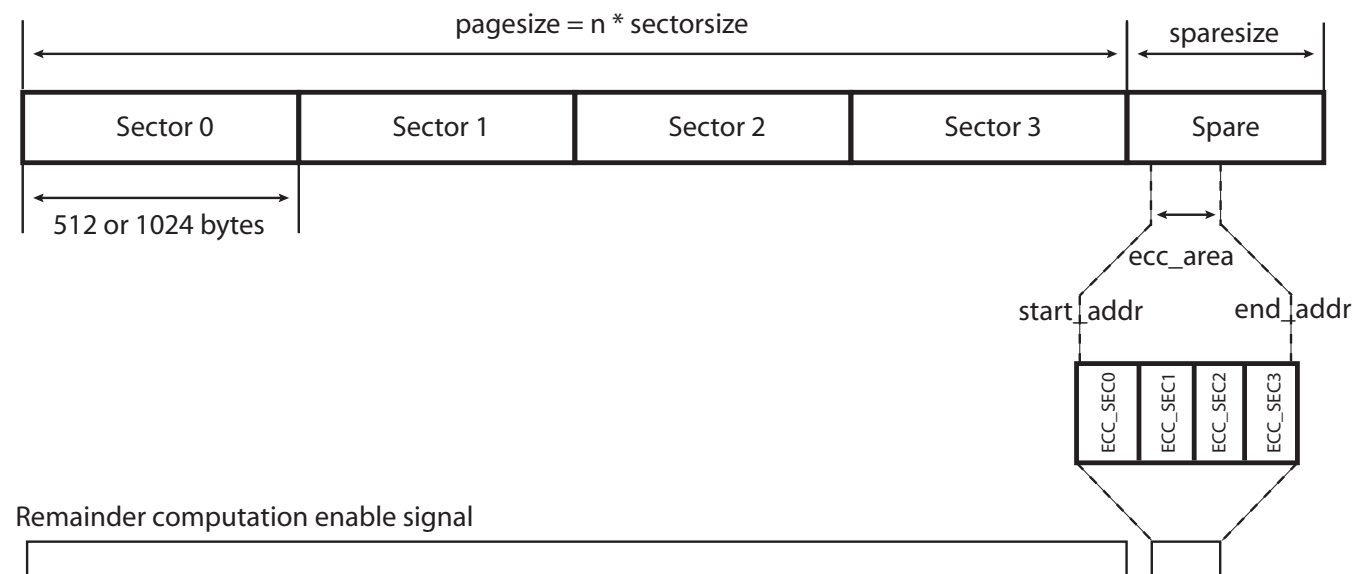 pagesize = n * sectorsize
sparesize
Sector 0
Sector 1
Sector 2
Sector 3
Spare
512 or 1024 bytes
ecc_area
start_addr
end_addr
ECC_SEC0
ECC_SEC1
ECC_SEC2
ECC_SEC3
Remainder computation enable signal